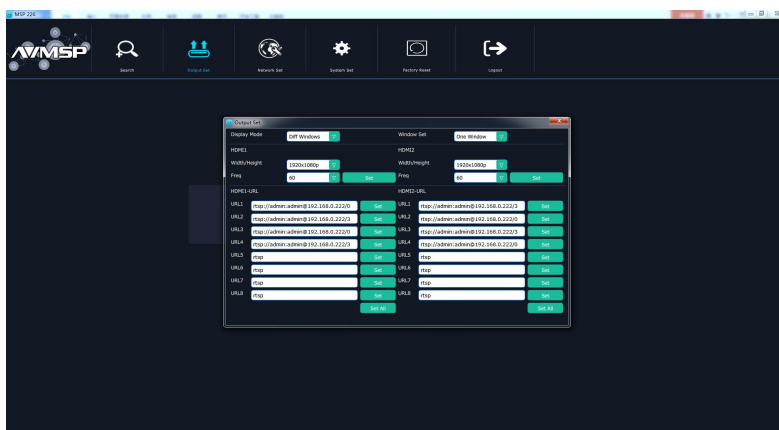 MSP 226
AVMSP
Search
Output Set
Network Set
System Set
Factory Reset
Logout
Output Set
Display Mode Diff Windows Window Set One Window
HDMI1 HDMI2
Width/Height 1920x1080p Width/Height 1920x1080p
Freq 60 Set Freq 60 Set
HDMI1-URL HDMI2-URL
URL1 rtsp://admin:admin@192.168.0.222/0 Set URL1 rtsp://admin:admin@192.168.0.222/3 Set
URL2 rtsp://admin:admin@192.168.0.222/3 Set URL2 rtsp://admin:admin@192.168.0.222/3 Set
URL3 rtsp://admin:admin@192.168.0.222/0 Set URL3 rtsp://admin:admin@192.168.0.222/3 Set
URL4 rtsp://admin:admin@192.168.0.222/3 Set URL4 rtsp://admin:admin@192.168.0.222/0 Set
URL5 rtsp Set URL5 rtsp Set
URL6 rtsp Set URL6 rtsp Set
URL7 rtsp Set URL7 rtsp Set
URL8 rtsp Set URL8 rtsp Set
Set All Set All